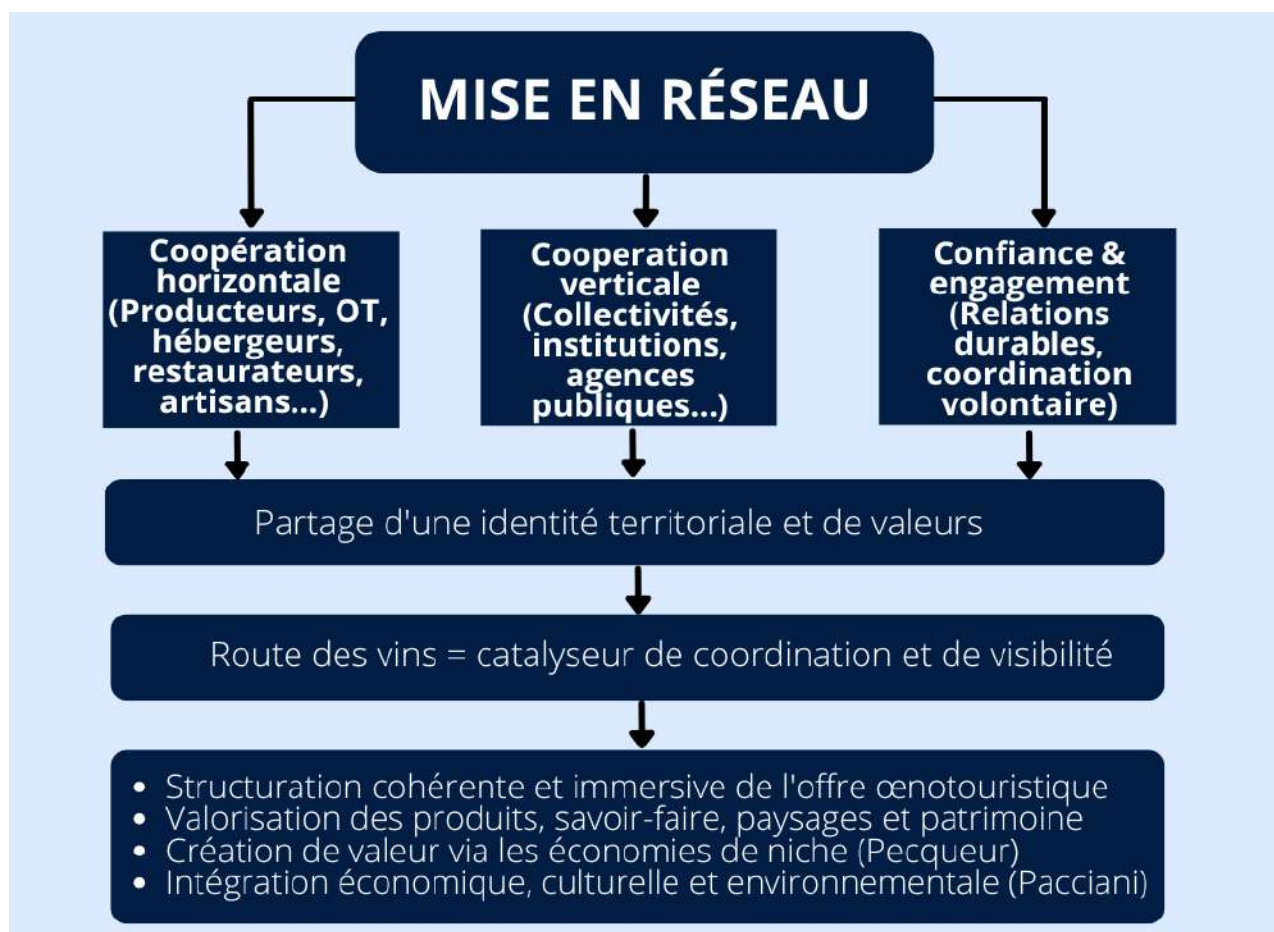 MISE EN RÉSEAU
Coopération
horizontale
(Producteurs, OT,
hébergeurs,
restaurateurs,
artisans...)
Cooperation
verticale
(Collectivités,
institutions,
agences
publiques...)
Confiance &
engagement
(Relations
durables,
coordination
volontaire)
Partage d'une identité territoriale et de valeurs
Route des vins = catalyseur de coordination et de visibilité
• Structuration cohérente et immersive de l'offre œnotouristique
• Valorisation des produits, savoir-faire, paysages et patrimoine
• Création de valeur via les économies de niche (Pecqueur)
• Intégration économique, culturelle et environnementale (Pacciani)